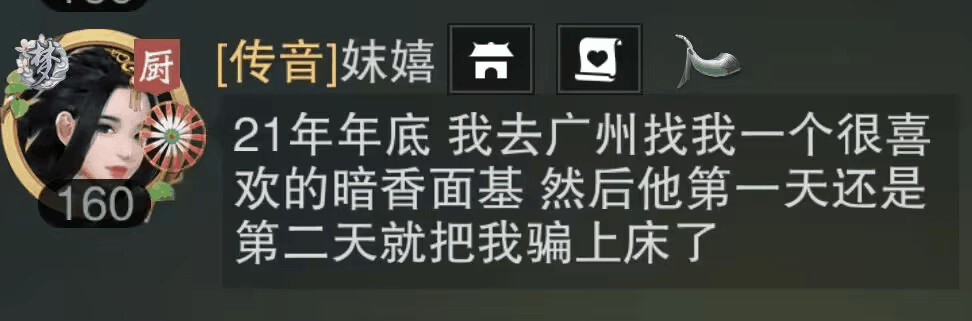 梦
厨
[传音]妺嬉
160
21年年底 我去广州找我一个很喜
欢的暗香面基 然后他第一天还是
第二天就把我骗上床了